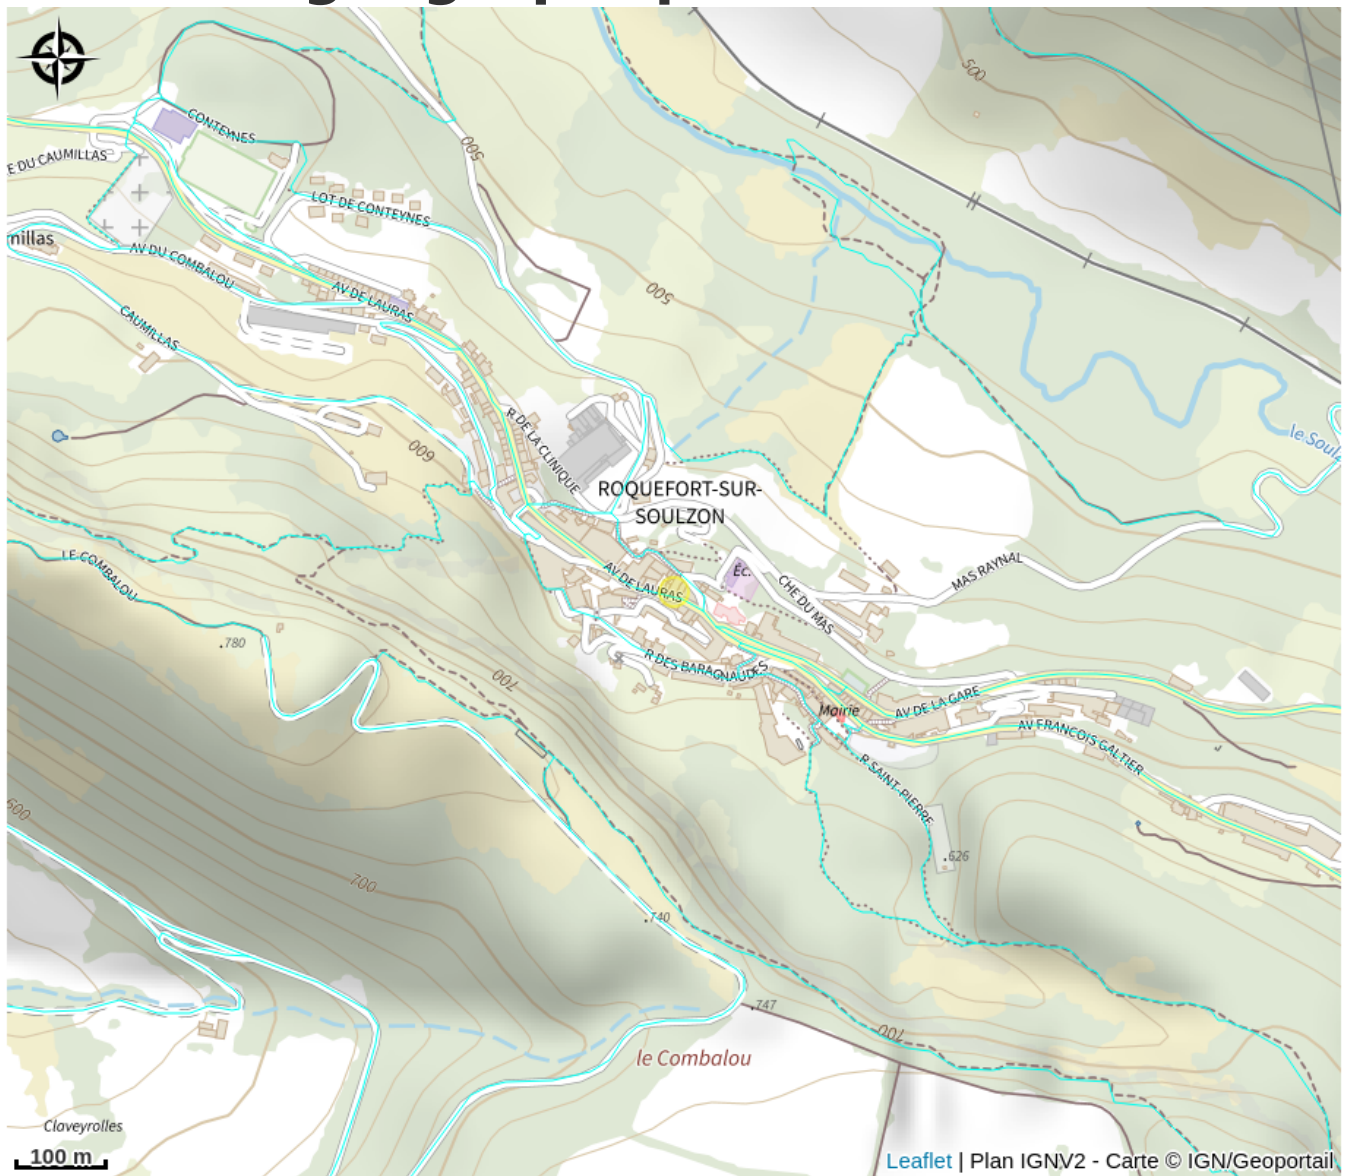 500
CONTEYNES
500
E DU CAUMILLAS
LOT DE CONTEYNES
millas
AV DU COMBALOU
AV DE LAURAS
500
CAUMILLAS
R DE LA CLINIQUE
600
le Soulz
ROQUEFORT-SUR-
SOULZON
LE COMBALOU
AV DE LAURAS
Éc.
CHE DU MAS
MAS RAYNAL
.780
R DES BARAGNAUDES
700
Mairie
AV DE LA GARE
AV FRANCOIS GALTIER
R SAINT-PIERRE
600
.626
700
.740
.747
700
le Combalou
Claveyrolles
100 m
Leaflet | Plan IGNV2 - Carte © IGN/Geoportail